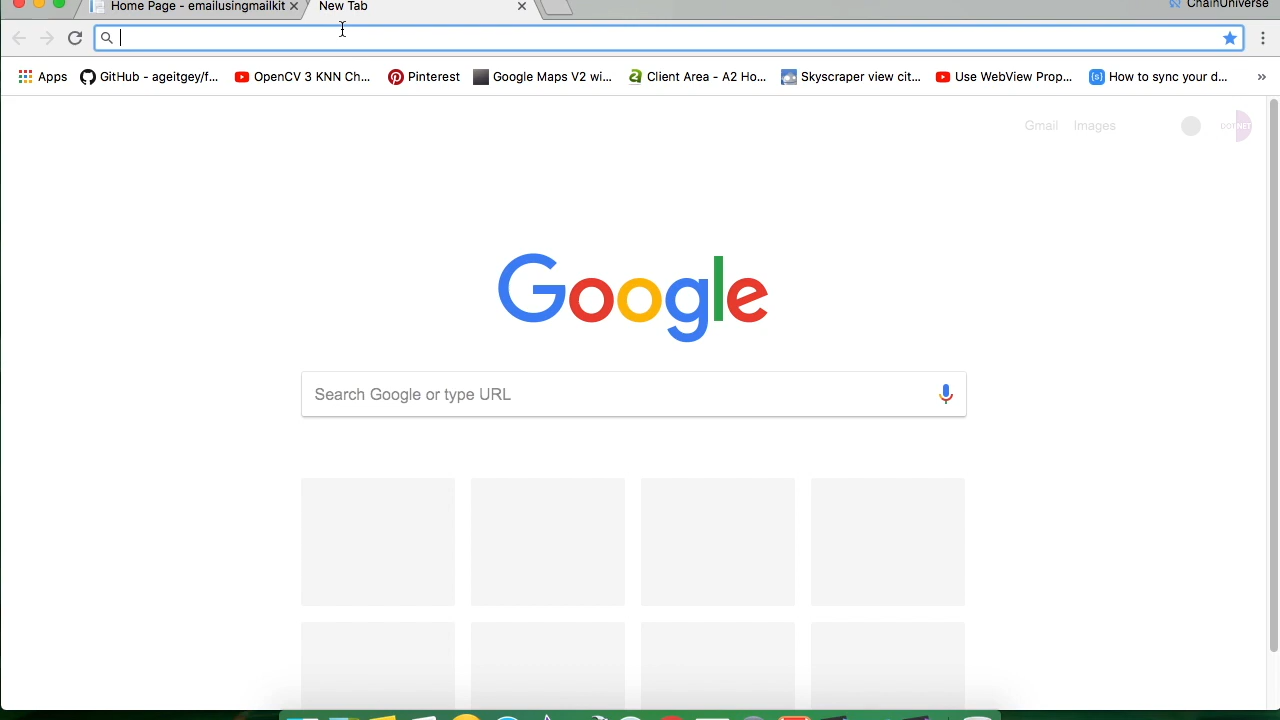 Home Page - emailusingmailkit
New Tab
ChainUniverse
Apps
GitHub - ageitgey/f...
OpenCV 3 KNN Ch...
Pinterest
Google Maps V2 wi...
Client Area - A2 Ho...
Skyscraper view cit...
Use WebView Prop...
How to sync your d...
»
Gmail
Images
DOTNET
Google
Search Google or type URL